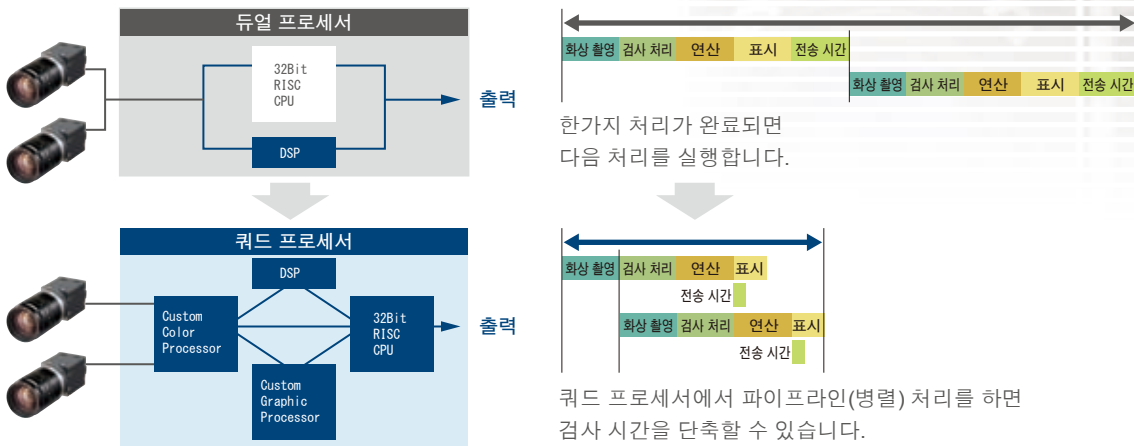 듀얼 프로세서
32Bit
RISC
CPU
DSP
출력
화상 촬영 검사 처리 연산 표시 전송 시간
화상 촬영 검사 처리 연산 표시 전송 시간
한가지 처리가 완료되면
다음 처리를 실행합니다.
쿼드 프로세서
DSP
Custom
Color
Processor
32Bit
RISC
CPU
Custom
Graphic
Processor
출력
화상 촬영 검사 처리 연산 표시
전송 시간
화상 촬영 검사 처리 연산 표시
전송 시간
쿼드 프로세서에서 파이프라인(병렬) 처리를 하면
검사 시간을 단축할 수 있습니다.